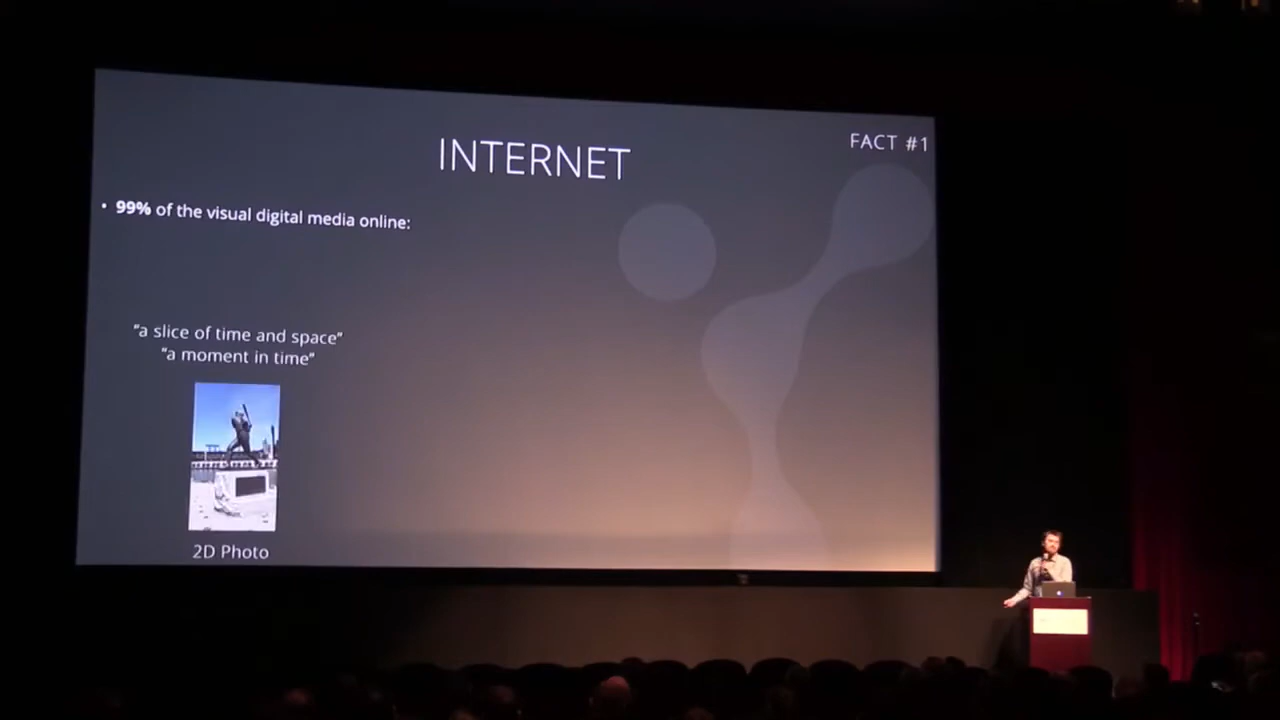 FACT #1
INTERNET
• 99% of the visual digital media online:
"a slice of time and space"
"a moment in time"
2D Photo